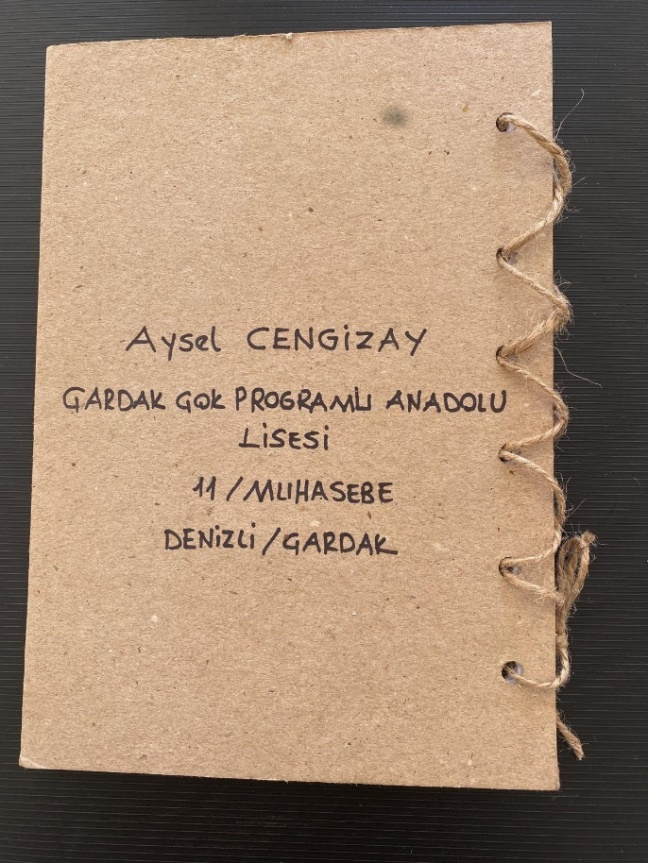 Aysel CENGİZAY
ÇARDAK ÇOK PROGRAMLI ANADOLU
LİSESİ
11/MUHASEBE
DENİZLİ/ÇARDAK